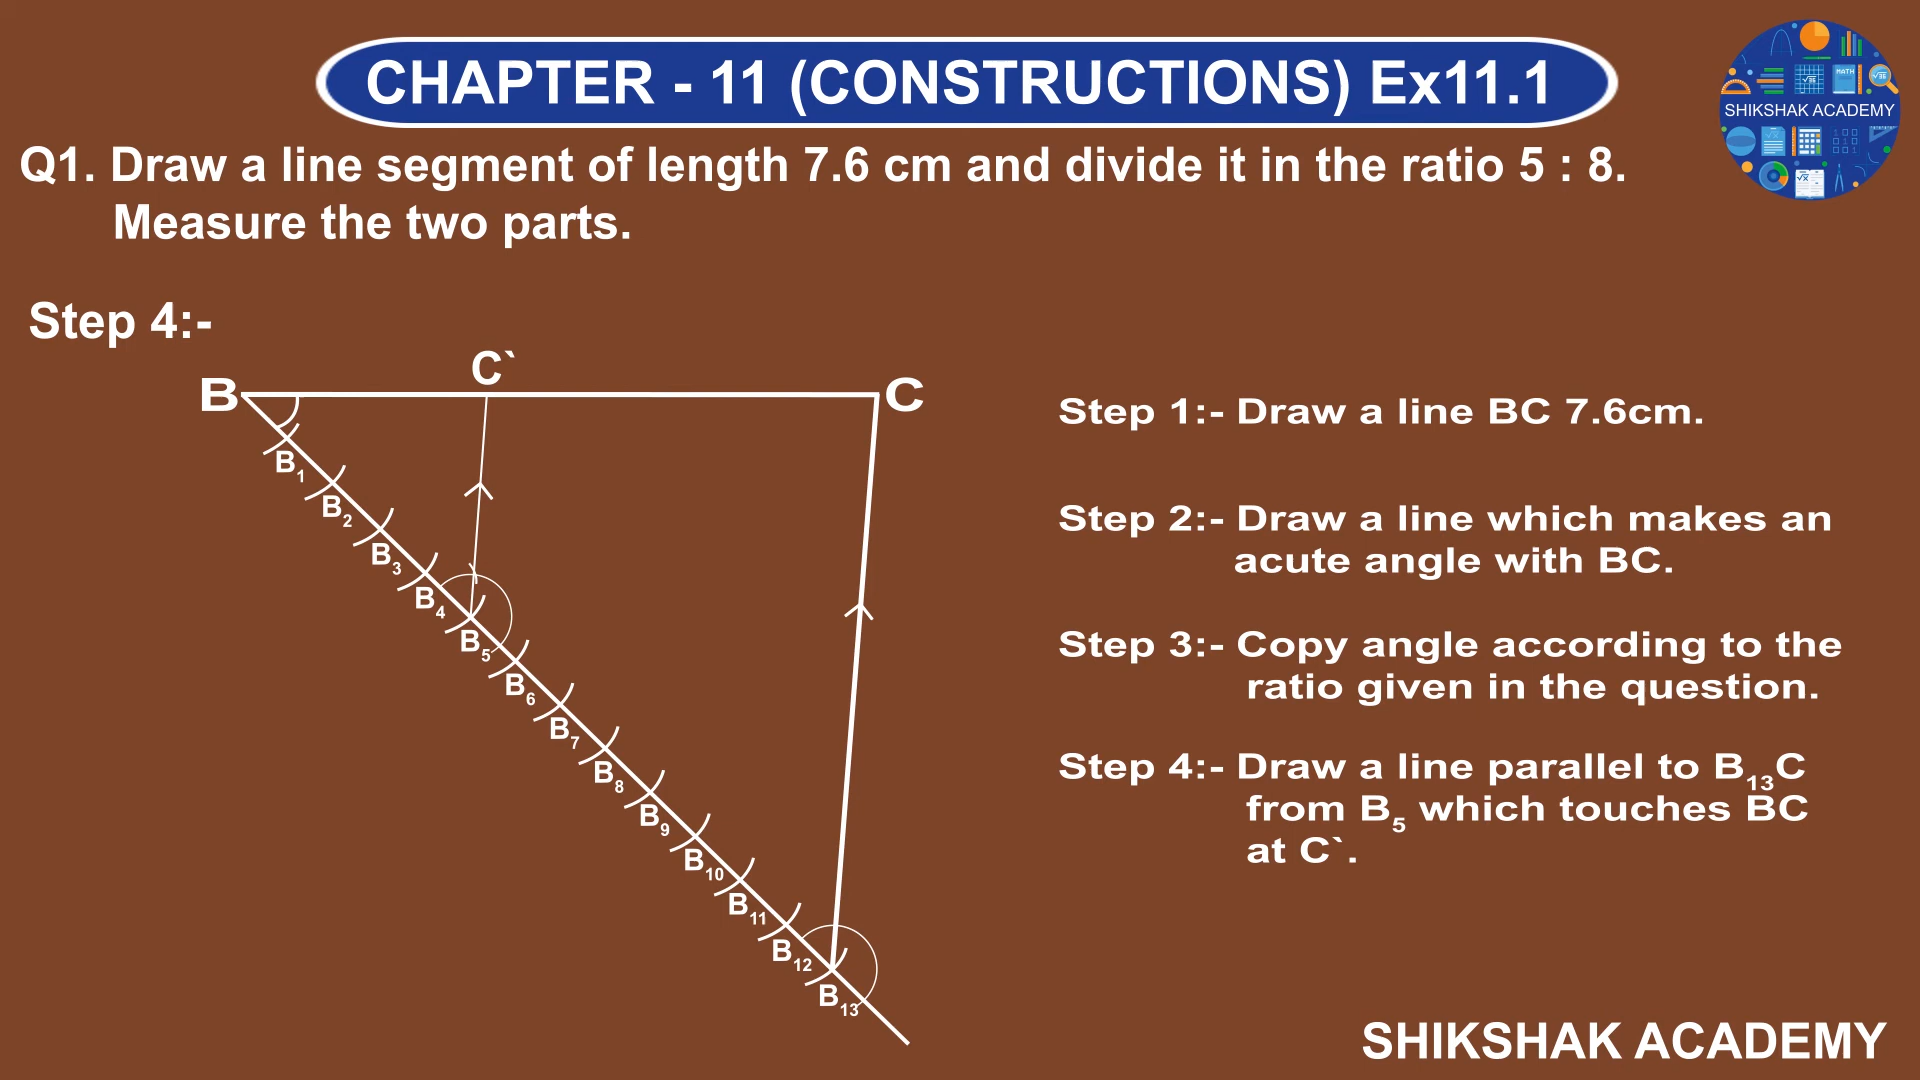 CHAPTER - 11 (CONSTRUCTIONS) Ex11.1
MATH
√x
SHIKSHAK ACADEMY
Q1. Draw a line segment of length 7.6 cm and divide it in the ratio 5 : 8.
Measure the two parts.
Step 4:-
C`
B
C
B1
B2
B3
B4
B5
B6
B7
B8
B9
B10
B11
B12
B13
Step 1:- Draw a line BC 7.6cm.
Step 2:- Draw a line which makes an
acute angle with BC.
Step 3:- Copy angle according to the
ratio given in the question.
Step 4:- Draw a line parallel to B13C
from B5 which touches BC
at C`.
SHIKSHAK ACADEMY